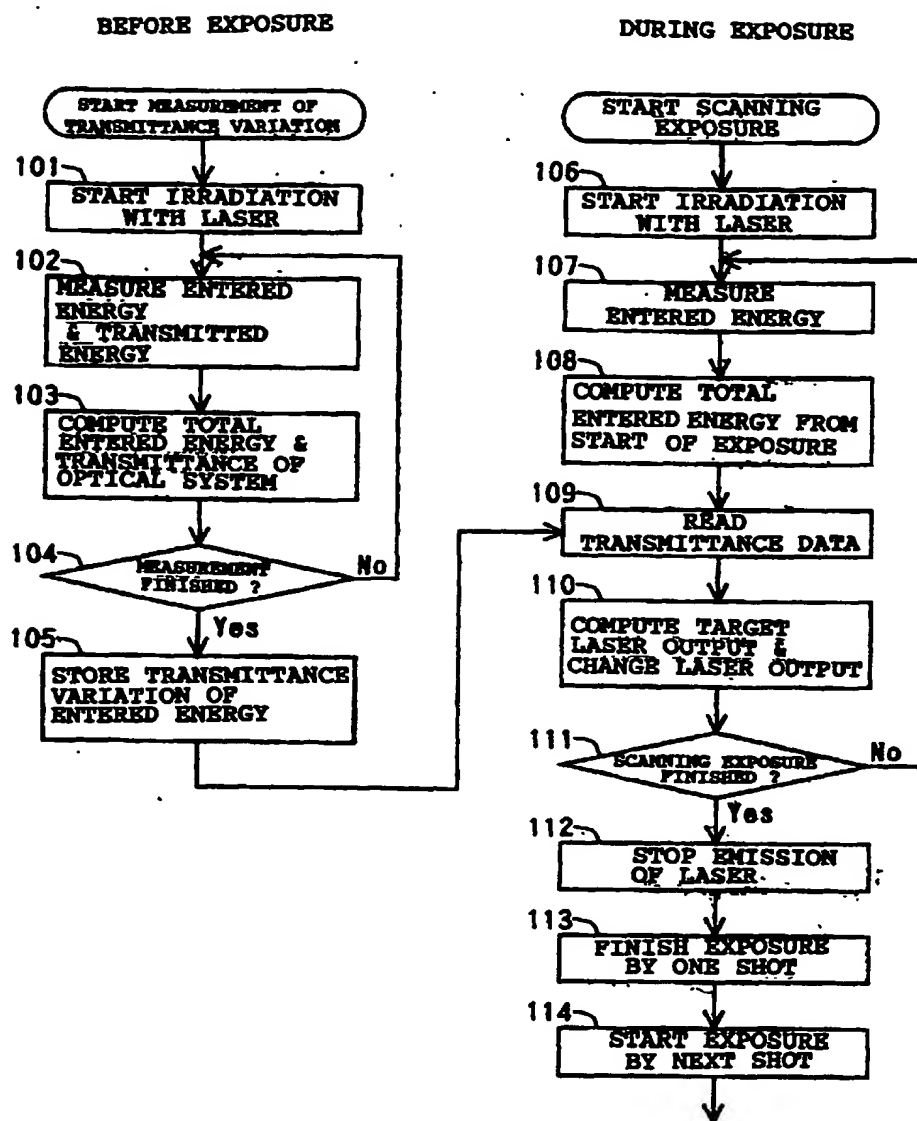 BEFORE EXPOSURE
START MEASUREMENT OF
TRANSMITTANCE VARIATION
101
START IRRADIATION
WITH LASER
102
MEASURE ENTERED
ENERGY
& TRANSMITTED
ENERGY
103
COMPUTE TOTAL
ENTERED ENERGY &
TRANSMITTANCE OF
OPTICAL SYSTEM
104
MEASUREMENT
FINISHED ?
No
Yes
105
STORE TRANSMITTANCE
VARIATION OF
ENTERED ENERGY
DURING EXPOSURE
START SCANNING
EXPOSURE
106
START IRRADIATION
WITH LASER
107
MEASURE
ENTERED ENERGY
108
COMPUTE TOTAL
ENTERED ENERGY FROM
START OF EXPOSURE
109
READ
TRANSMITTANCE DATA
110
COMPUTE TARGET
LASER OUTPUT &
CHANGE LASER OUTPUT
111
SCANNING EXPOSURE
FINISHED ?
No
Yes
112
STOP EMISSION
OF LASER
113
FINISH EXPOSURE
BY ONE SHOT
114
START EXPOSURE
BY NEXT SHOT